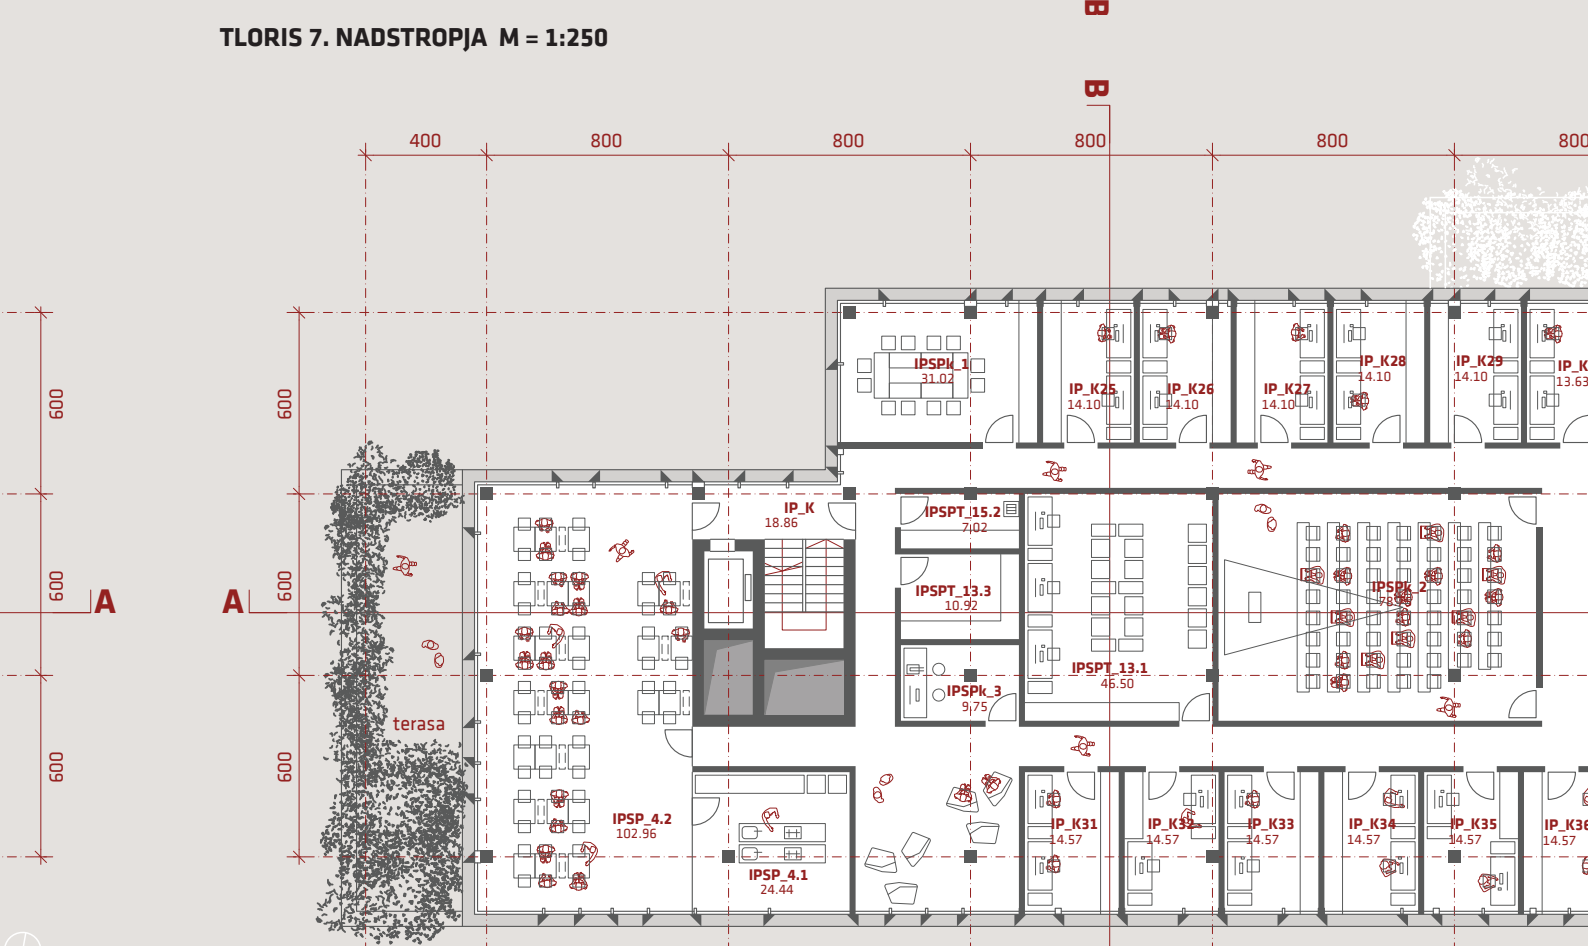 B
TLORIS 7. NADSTROPJA M = 1:250
B
400 800 800 800 800 800
600 600
IPSPk_1
31.02
IP_K25
14.10
IP_K26
14.10
IP_K27
14.10
IP_K28
14.10
IP_K29
14.10
IP_K
13.63
IP_K
18.86
IPSPT_15.2
7.02
600 600
A A
IPSPT_13.3
10.92
IPSPk_2
IPSPT_13.1
46.50
IPSPk_3
9.75
terasa
600 600
IPSP_4.2
102.96
IPSP_4.1
24.44
IP_K31
14.57
IP_K32
14.57
IP_K33
14.57
IP_K34
14.57
IP_K35
14.57
IP_K36
14.57